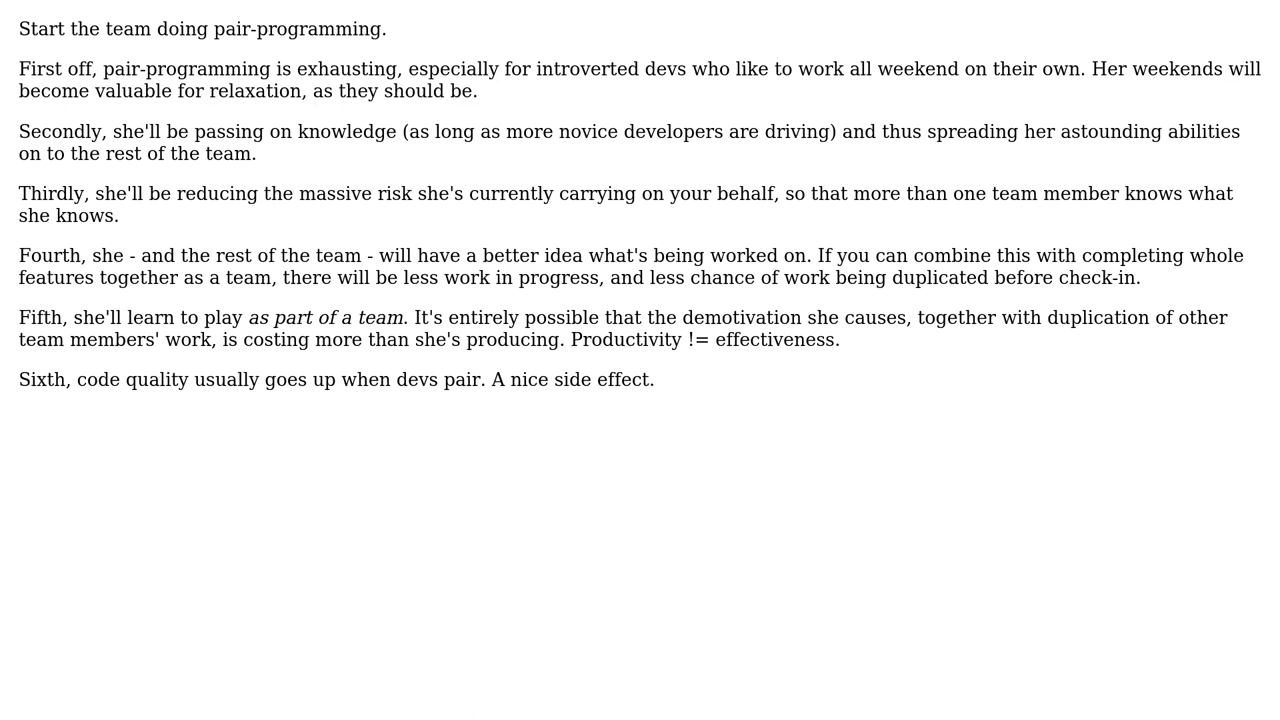 Start the team doing pair-programming.
First off, pair-programming is exhausting, especially for introverted devs who like to work all weekend on their own. Her weekends will
become valuable for relaxation, as they should be.
Secondly, she'll be passing on knowledge (as long as more novice developers are driving) and thus spreading her astounding abilities
on to the rest of the team.
Thirdly, she'll be reducing the massive risk she's currently carrying on your behalf, so that more than one team member knows what
she knows.
Fourth, she - and the rest of the team - will have a better idea what's being worked on. If you can combine this with completing whole
features together as a team, there will be less work in progress, and less chance of work being duplicated before check-in.
Fifth, she'll learn to play as part of a team. It's entirely possible that the demotivation she causes, together with duplication of other
team members' work, is costing more than she's producing. Productivity != effectiveness.
Sixth, code quality usually goes up when devs pair. A nice side effect.